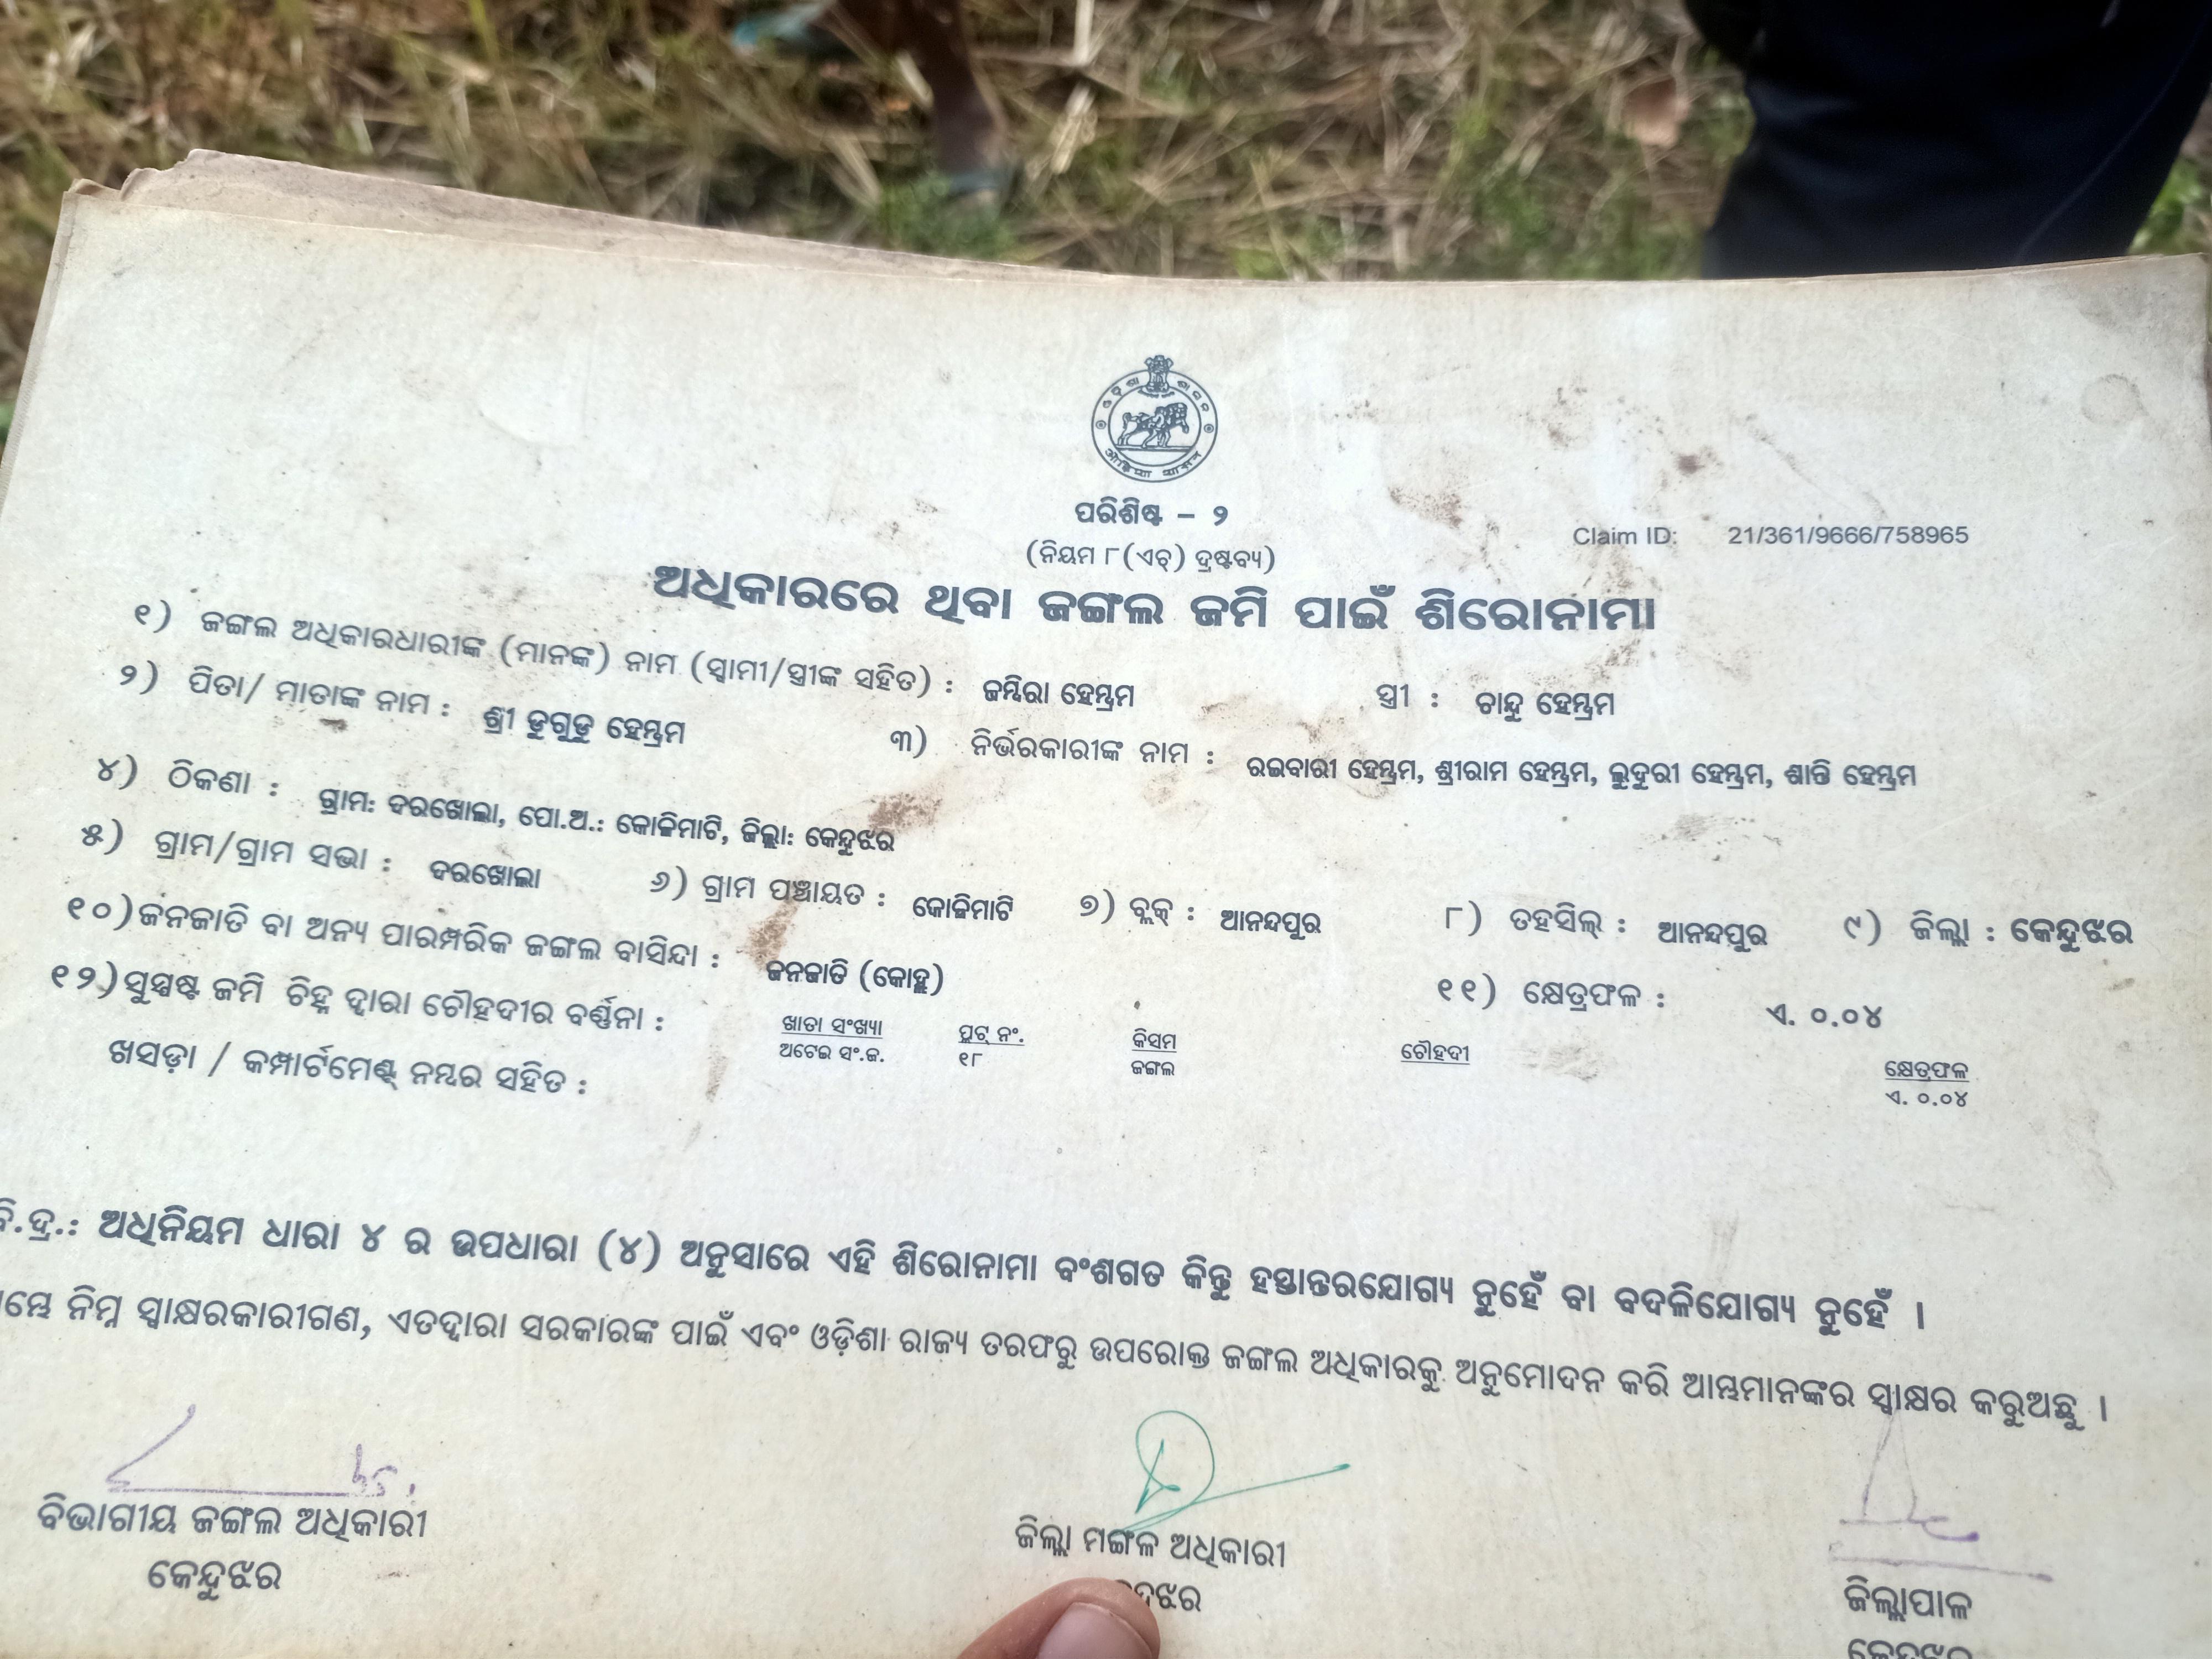 ପରିଶିଷ୍ଟ – ୨
(ନିୟମ ୮(ଏଚ୍) ଦ୍ରଷ୍ଟବ୍ୟ)
Claim ID: 21/361/9666/758965
ଅଧିକାରରେ ଥିବା ଜଙ୍ଗଲ ଜମି ପାଇଁ ଶିରୋନାମା
୧) ଜଙ୍ଗଲ ଅଧିକାରଧାରୀଙ୍କ (ମାନଙ୍କ) ନାମ (ସ୍ଵାମୀ/ସ୍ତ୍ରୀଙ୍କ ସହିତ) : ଜମ୍ବିରା ହେମ୍ବ୍ରମ ସ୍ତ୍ରୀ : ଚାନ୍ଦୁ ହେମ୍ବ୍ରମ
୨) ପିତା/ ମାତାଙ୍କ ନାମ : ଶ୍ରୀ ଡୁଗୁଡୁ ହେମ୍ବ୍ରମ ୩) ନିର୍ଭରକାରୀଙ୍କ ନାମ : ରଇବାରୀ ହେମ୍ବ୍ରମ, ଶ୍ରୀରାମ ହେମ୍ବ୍ରମ, ଲୁଦୁରୀ ହେମ୍ବ୍ରମ, ଶାନ୍ତି ହେମ୍ବ୍ରମ
୪) ଠିକଣା : ଗ୍ରାମ: ଦରଖୋଲା, ପୋ.ଅ.: କୋଳିମାଟି, ଜିଲ୍ଲା: କେନ୍ଦୁଝର
୫) ଗ୍ରାମ/ଗ୍ରାମ ସଭା : ଦରଖୋଲା ୬) ଗ୍ରାମ ପଞ୍ଚାୟତ : କୋଳିମାଟି ୭) ବ୍ଲକ୍ : ଆନନ୍ଦପୁର ୮) ତହସିଲ୍ : ଆନନ୍ଦପୁର ୯) ଜିଲ୍ଲା : କେନ୍ଦୁଝର
୧୦) ଜନଜାତି ବା ଅନ୍ୟ ପାରମ୍ପରିକ ଜଙ୍ଗଲ ବାସିନ୍ଦା : ଜନଜାତି (କୋହ୍ଲ) ୧୧) କ୍ଷେତ୍ରଫଳ : ଏ. ୦.୦୪
୧୨) ସୁସ୍ପଷ୍ଟ ଜମି ଚିହ୍ନ ଦ୍ୱାରା ଚୌହଦୀର ବର୍ଣ୍ଣନା :
ଖାତା ସଂଖ୍ୟା ପ୍ଲଟ୍ ନଂ. କିସମ ଚୌହଦୀ କ୍ଷେତ୍ରଫଳ
ଖସଡ଼ା / କମ୍ପାର୍ଟମେଣ୍ଟ୍ ନମ୍ବର ସହିତ : ଅଟେଇ ସଂ.ଜ. ୧୮ ଜଙ୍ଗଲ ଏ. ୦.୦୪
ବି.ଦ୍ର.: ଅଧିନିୟମ ଧାରା ୪ ର ଉପଧାରା (୪) ଅନୁସାରେ ଏହି ଶିରୋନାମା ବଂଶଗତ କିନ୍ତୁ ହସ୍ତାନ୍ତରଯୋଗ୍ୟ ନୁହେଁ ବା ବଦଳିଯୋଗ୍ୟ ନୁହେଁ ।
ନିମ୍ନ ସ୍ୱାକ୍ଷରକାରୀଗଣ, ଏତଦ୍ୱାରା ସରକାରଙ୍କ ପାଇଁ ଏବଂ ଓଡ଼ିଶା ରାଜ୍ୟ ତରଫରୁ ଉପରୋକ୍ତ ଜଙ୍ଗଲ ଅଧିକାରକୁ ଅନୁମୋଦନ କରି ଆମ୍ଭମାନଙ୍କର ସ୍ୱାକ୍ଷର କରୁଅଛୁ ।
ବିଭାଗୀୟ ଜଙ୍ଗଲ ଅଧିକାରୀ ଜିଲ୍ଲା ମଙ୍ଗଳ ଅଧିକାରୀ ଜିଲ୍ଲାପାଳ
କେନ୍ଦୁଝର